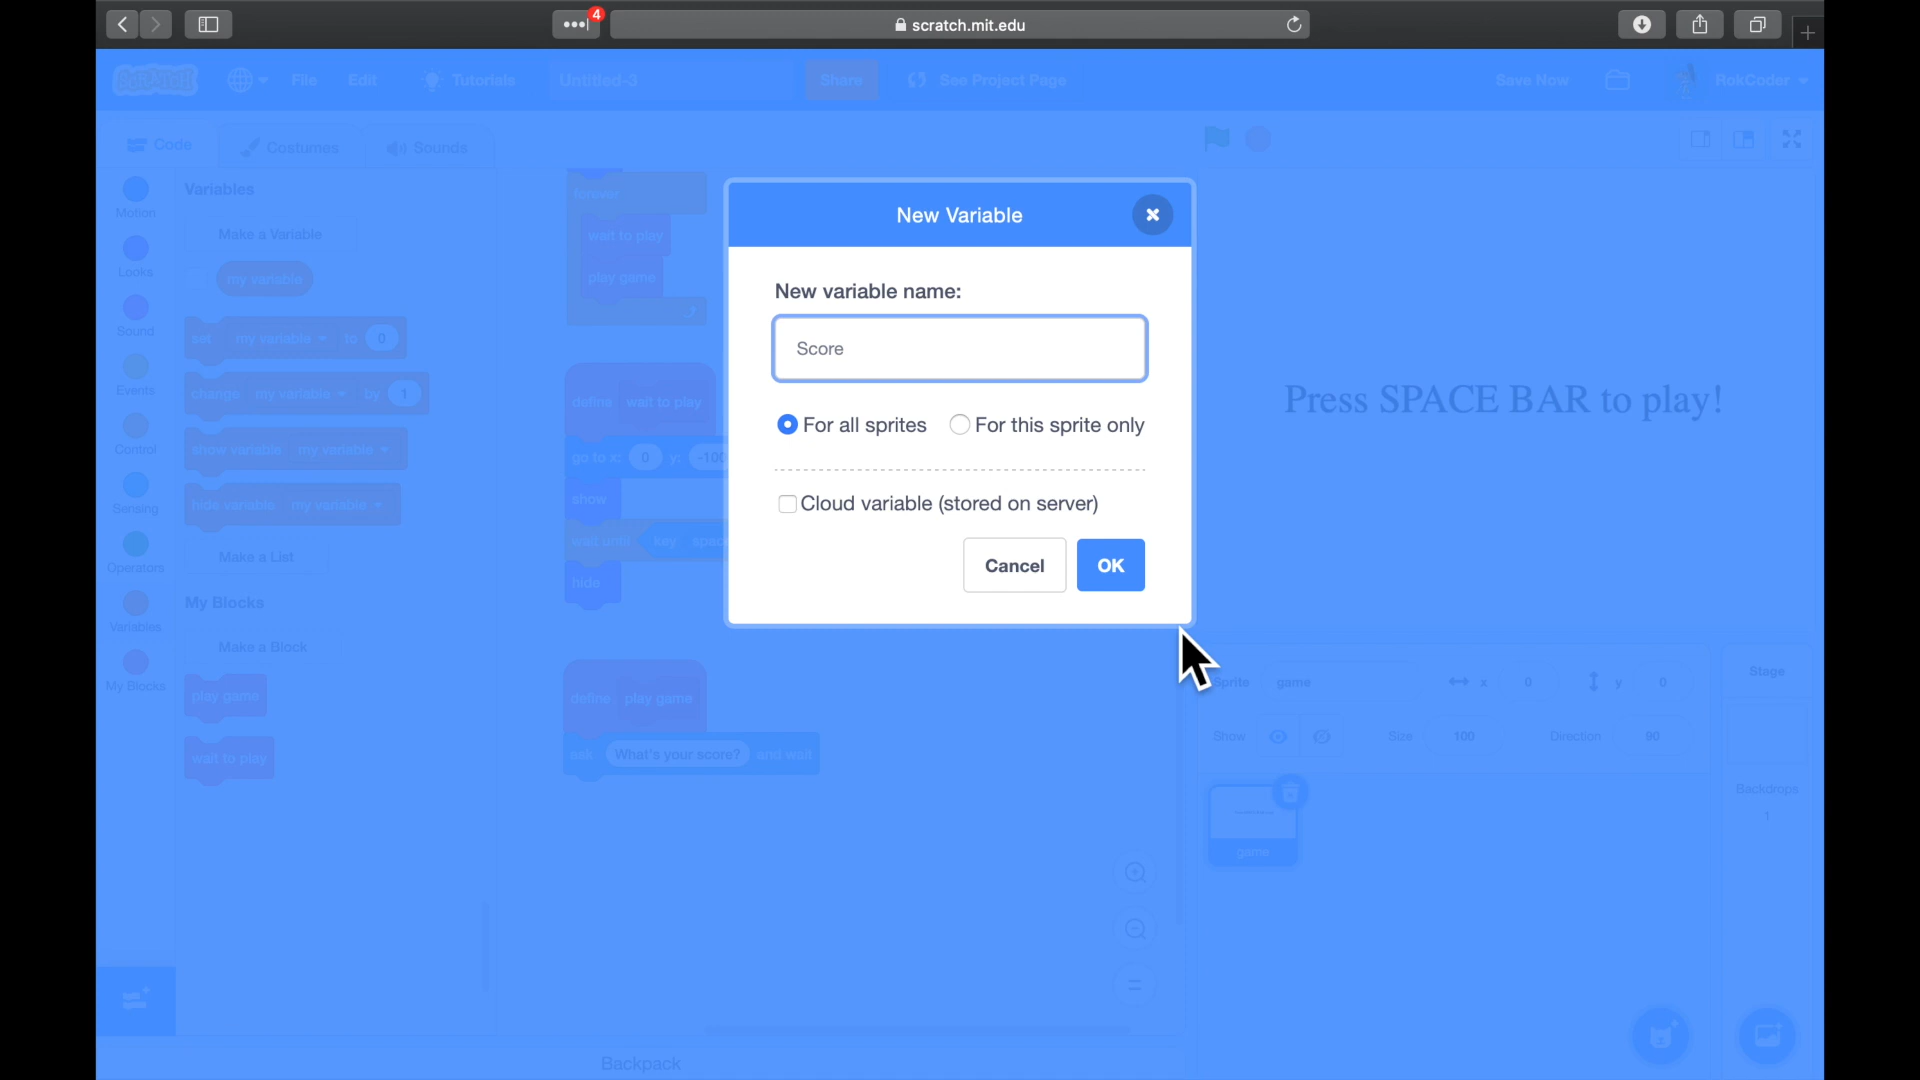 4
scratch.mit.edu
SCRATCH File Edit Tutorials Untitled-3 Share See Project Page Save Now RokCoder
Code Costumes Sounds
Motion
Looks
Sound
Events
Control
Sensing
Operators
Variables
My Blocks
Variables
Make a Variable
my variable
set my variable to 0
change my variable by 1
show variable my variable
hide variable my variable
Make a List
My Blocks
Make a Block
play game
wait to play
forever
wait to play
play game
define wait to play
go to x: 0 y: -100
show
wait until key space
hide
define play game
ask What's your score? and wait
New Variable
New variable name:
Score
For all sprites For this sprite only
Cloud variable (stored on server)
Cancel OK
Press SPACE BAR to play!
Sprite game x 0 y 0
Show Size 100 Direction 90
game
Stage
Backdrops
1
Backpack